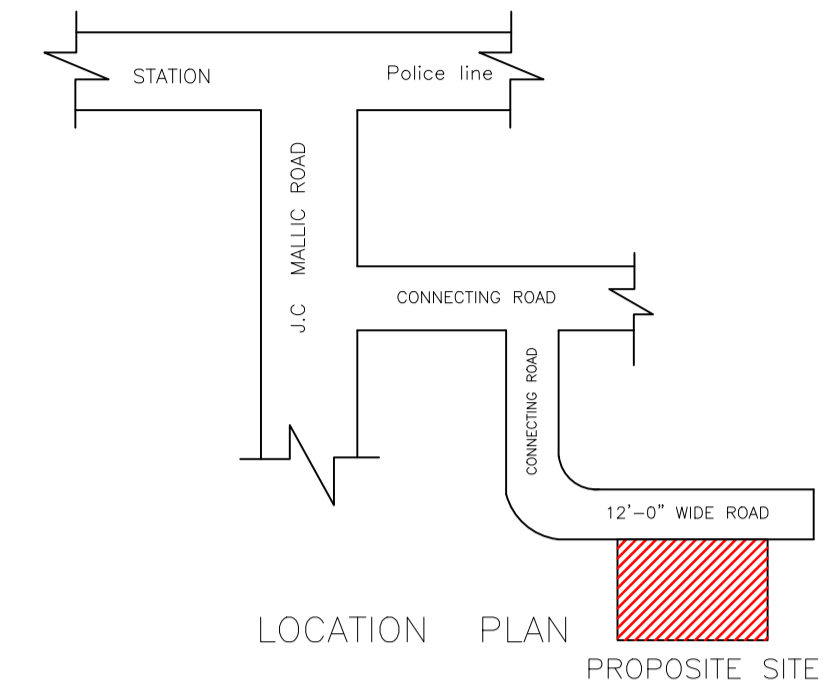 STATION
Police line
J.C MALLIC ROAD
CONNECTING ROAD
CONNECTING ROAD
12'-0" WIDE ROAD
LOCATION PLAN
PROPOSITE SITE